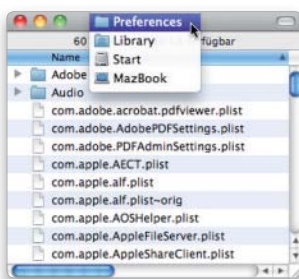 Preferences
Library
Start
MazBook
60
fügbar
Name
Adobe
Audio
com.adobe.acrobat.pdfviewer.plist
com.adobe.AdobePDFSettings.plist
com.adobe.PDFAdminSettings.plist
com.apple.AECT.plist
com.apple.alf.plist
com.apple.alf.plist~orig
com.apple.AOSHelper.plist
com.apple.AppleFileServer.plist
com.apple.AppleShareClient.plist